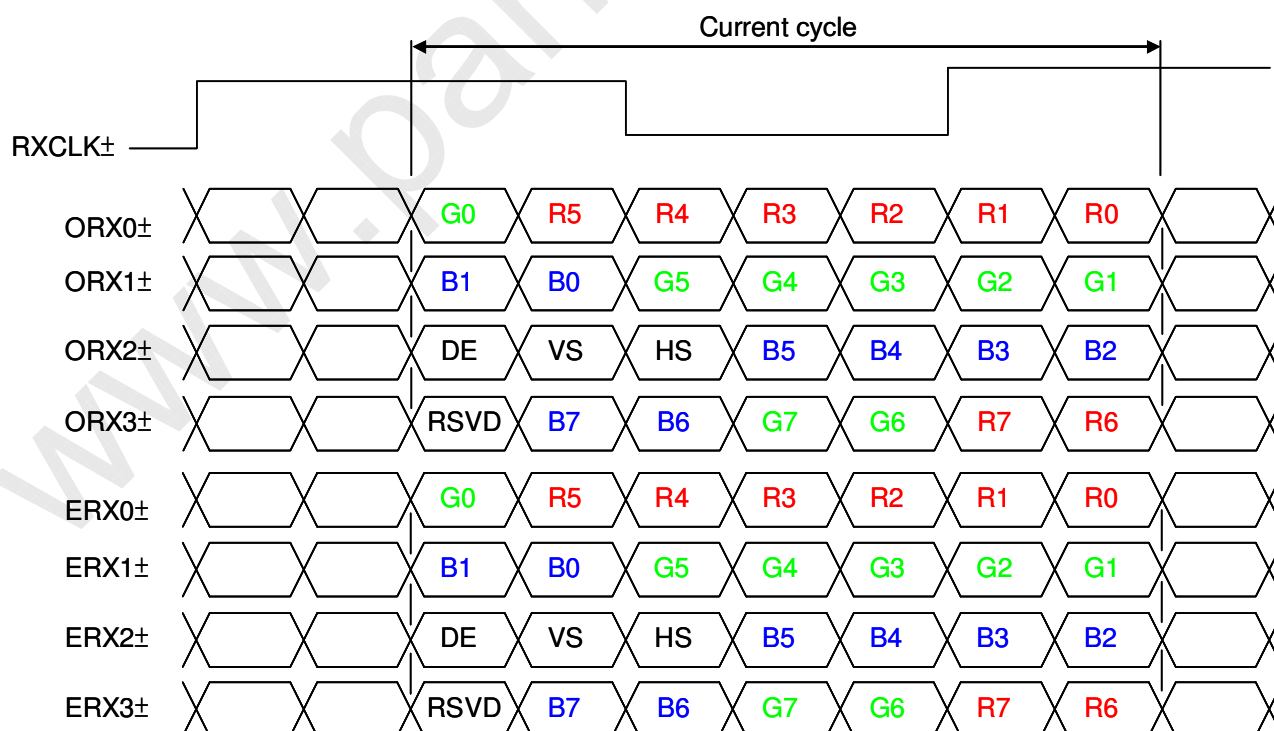 Current cycle
RXCLK±
ORX0± G0 R5 R4 R3 R2 R1 R0
ORX1± B1 B0 G5 G4 G3 G2 G1
ORX2± DE VS HS B5 B4 B3 B2
ORX3± RSVD B7 B6 G7 G6 R7 R6
ERX0± G0 R5 R4 R3 R2 R1 R0
ERX1± B1 B0 G5 G4 G3 G2 G1
ERX2± DE VS HS B5 B4 B3 B2
ERX3± RSVD B7 B6 G7 G6 R7 R6